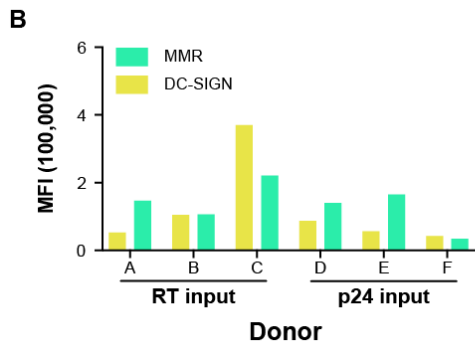 B
MMR
DC-SIGN
MFI (100,000)
6
4
2
0
A B C D E F
RT input p24 input
Donor